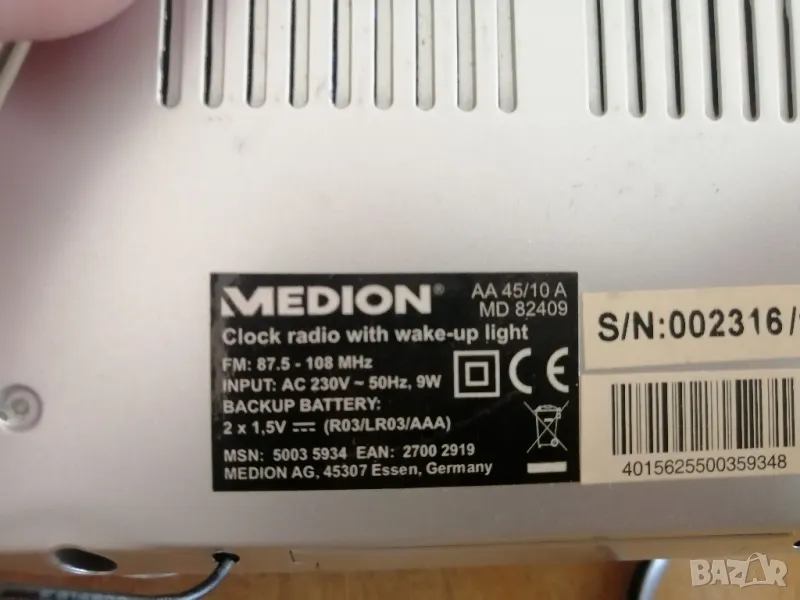 MEDION®
AA 45/10 A
MD 82409
Clock radio with wake-up light
FM: 87.5 - 108 MHz
INPUT: AC 230V ~ 50Hz, 9W
BACKUP BATTERY:
2 x 1,5V (R03/LR03/AAA)
MSN: 5003 5934 EAN: 2700 2919
MEDION AG, 45307 Essen, Germany
CE
S/N:002316/
4015625500359348
BAZAR